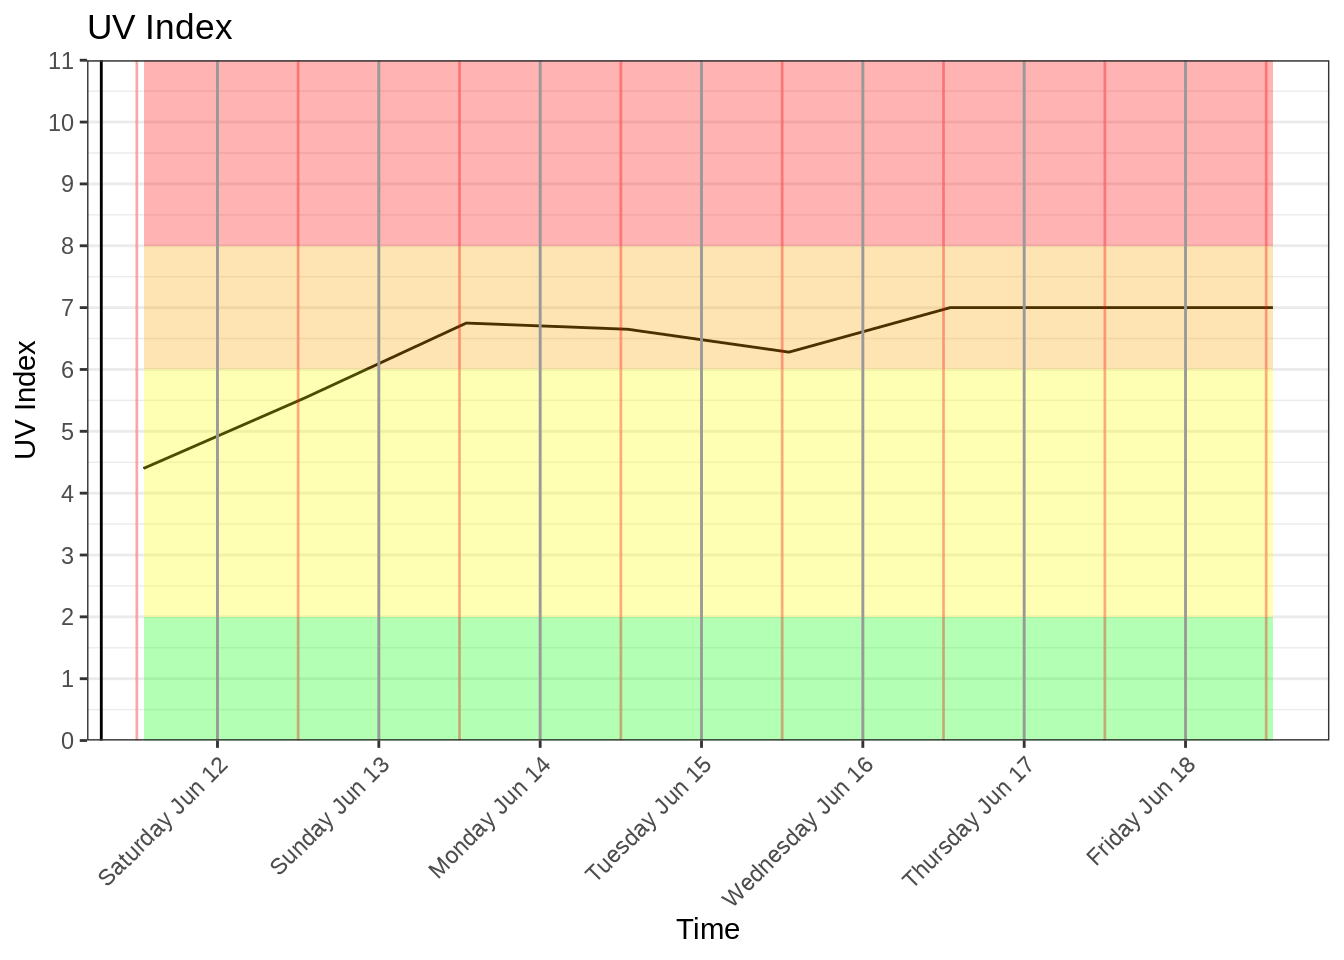 UV Index
11
10
9
8
7
6
5
4
3
2
1
0
UV Index
Saturday Jun 12
Sunday Jun 13
Monday Jun 14
Tuesday Jun 15
Wednesday Jun 16
Thursday Jun 17
Friday Jun 18
Time